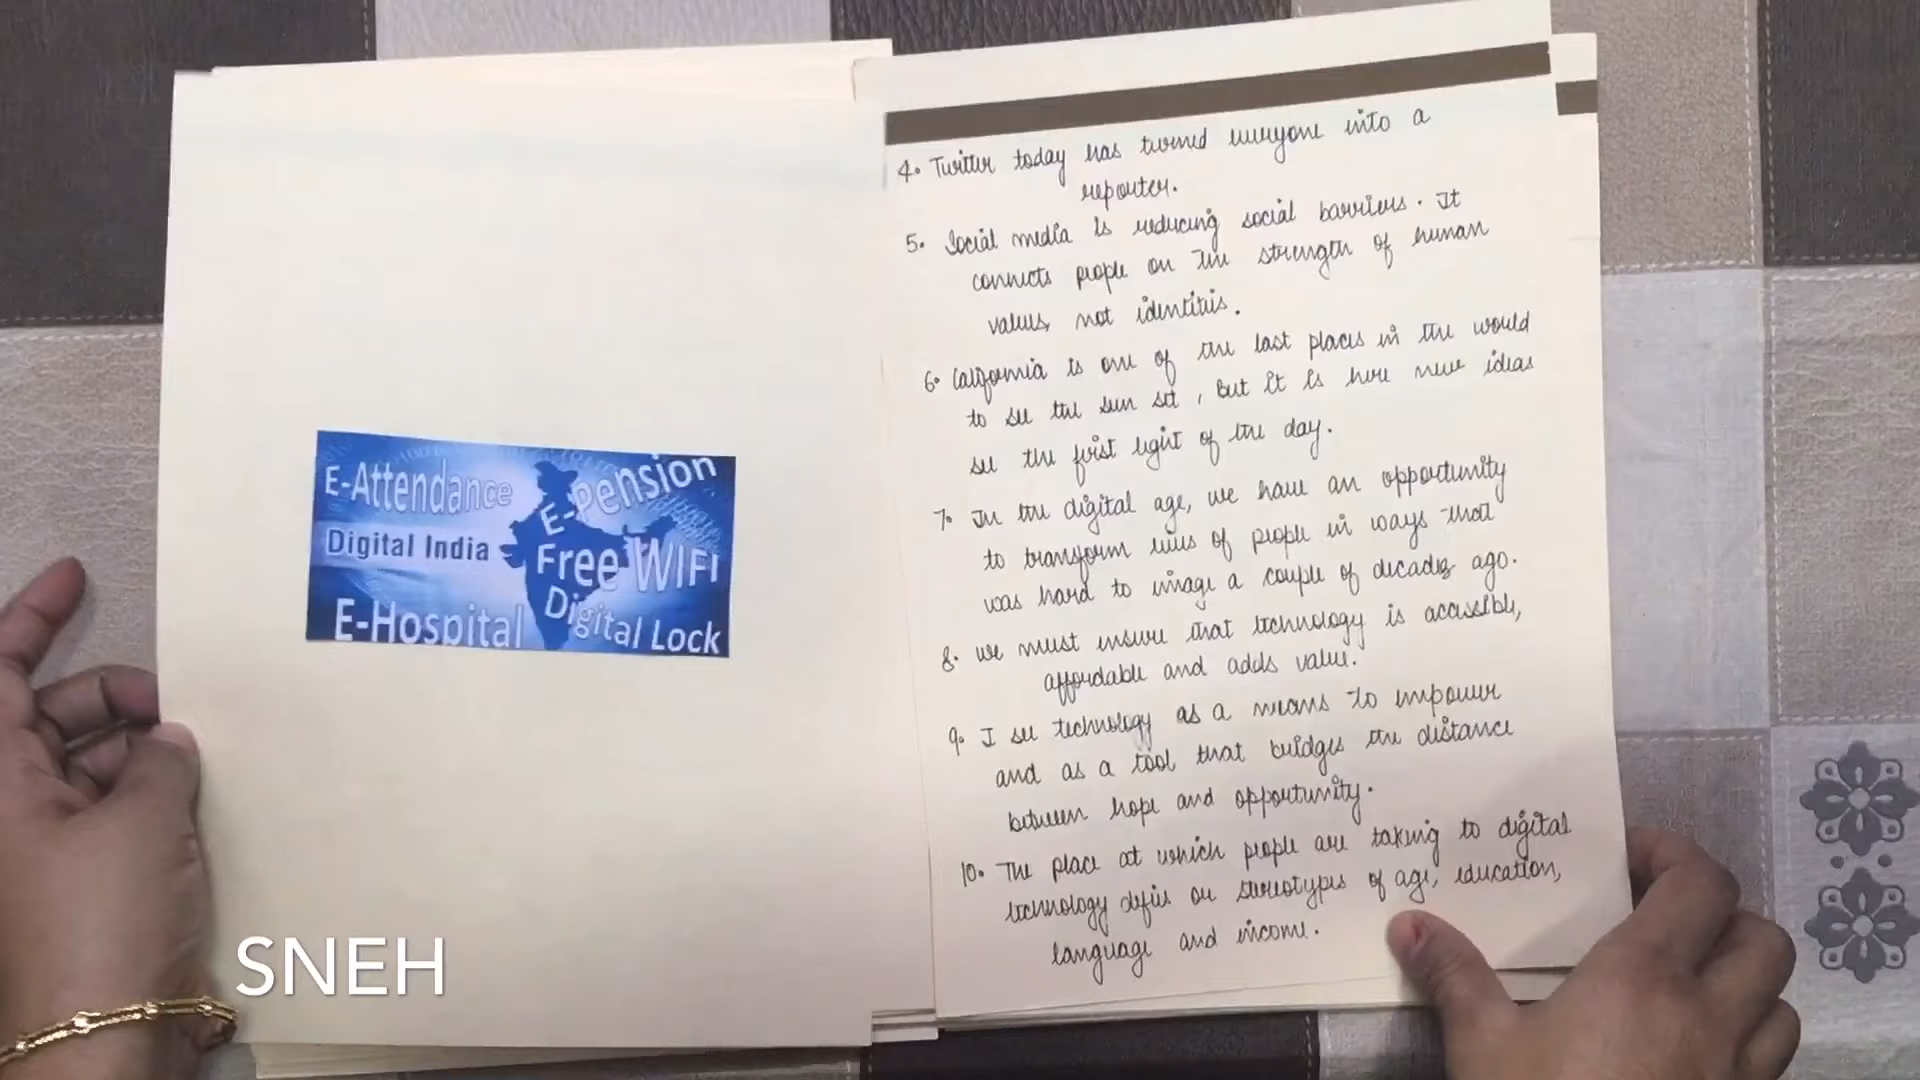 E-Attendance
E-Pension
Digital India
Free WIFI
E-Hospital
Digital Lock
SNEH
4. Twitter today has turned everyone into a
reporter.
5. Social media is reducing social barriers. It
connects people on the strength of human
values not identities.
6. California is one of the last places in the would
to see the sun set, but it is here new ideas
see the first light of the day.
7. In the digital age, we have an opportunity
to transform lives of people in ways that
was hard to image a couple of decades ago.
8. we must ensure that technology is accessible,
affordable and adds value.
9. I see technology as a means to empower
and as a tool that bridges the distance
between hope and opportunity.
10. The place at which people are taking to digital
technology defies our stereotypes of age, education,
language and income.